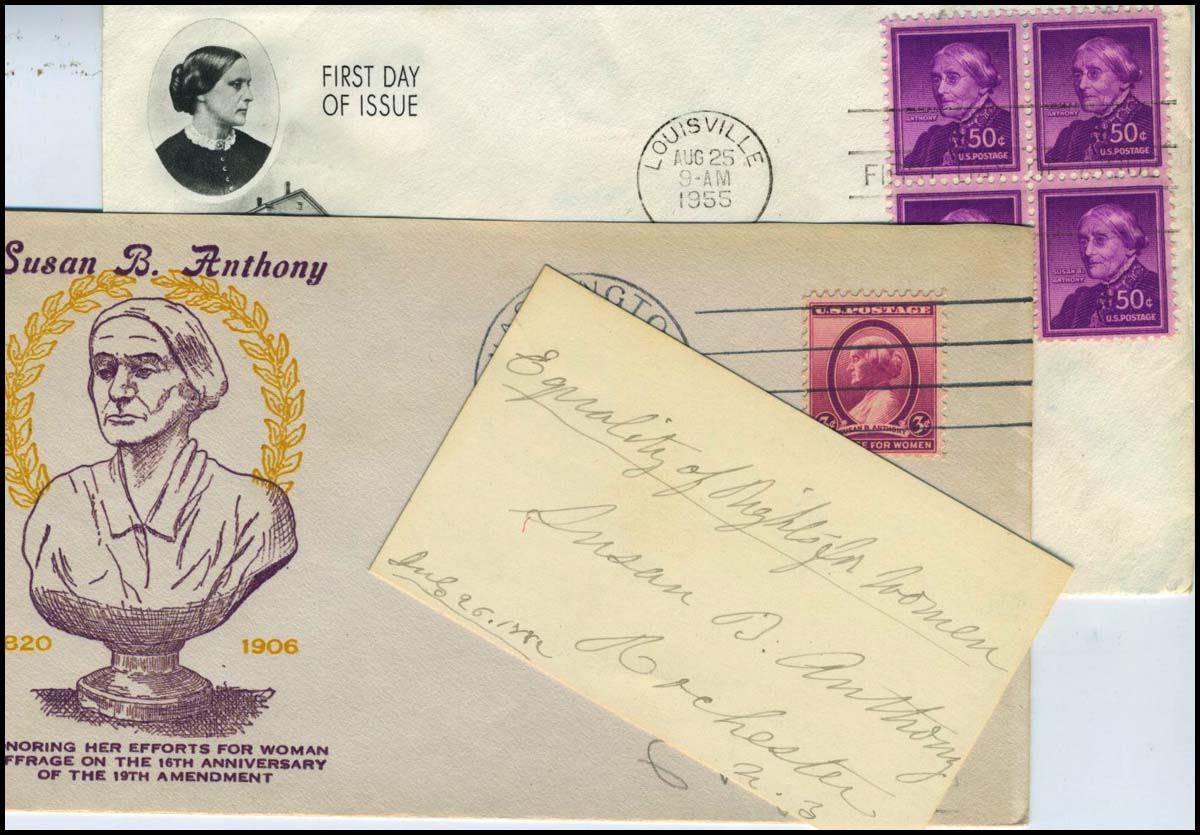 FIRST DAY
OF ISSUE
LOUISVILLE
AUG 25
9-AM
1955
ANTHONY
50¢
U.S. POSTAGE
ANTHONY
50¢
U.S. POSTAGE
SUSAN B.
ANTHONY
50¢
U.S. POSTAGE
Susan B. Anthony
820 1906
NORING HER EFFORTS FOR WOMAN
FFRAGE ON THE 16TH ANNIVERSARY
OF THE 19TH AMENDMENT
ASHINGTO
U.S. POSTAGE
3¢ 3¢
SUSAN B. ANTHONY
E FOR WOMEN
Equality of Rights for Women
Susan B. Anthony
Rochester
26.